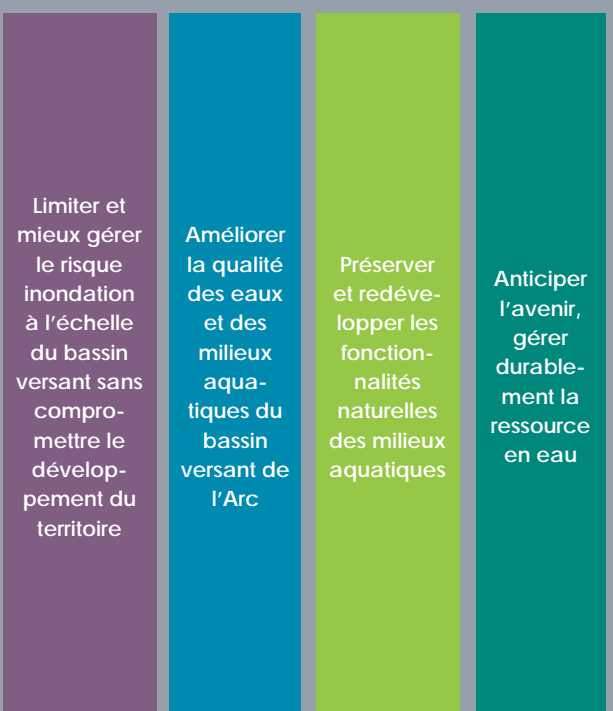 Limiter et
mieux gérer
le risque
inondation
à l'échelle
du bassin
versant sans
compro-
mettre le
dévelop-
pement du
territoire
Améliorer
la qualité
des eaux
et des
milieux
aqua-
tiques du
bassin
versant de
l'Arc
Préserver
et redéve-
lopper les
fonction-
nalités
naturelles
des milieux
aquatiques
Anticiper
l'avenir,
gérer
durable-
ment la
ressource
en eau